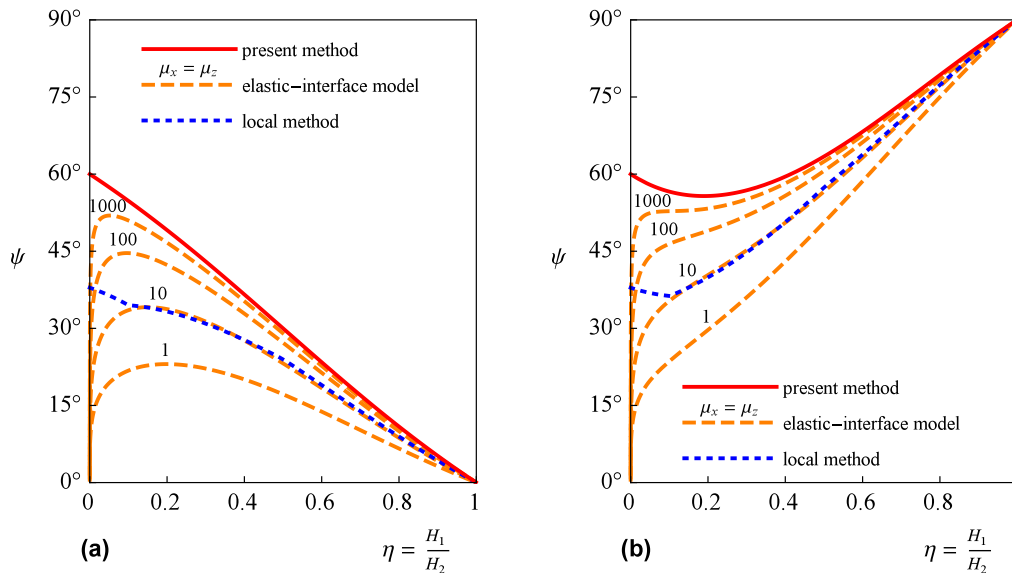 90°
75°
60°
45°
30°
15°
0°
ψ
present method
μx = μz
elastic−interface model
local method
1000
100
10
1
0
0.2
0.4
0.6
0.8
1
(a)
η = H1/H2
90°
75°
60°
45°
30°
15°
0°
ψ
1000
100
10
1
present method
μx = μz
elastic−interface model
local method
0
0.2
0.4
0.6
0.8
(b)
η = H1/H2